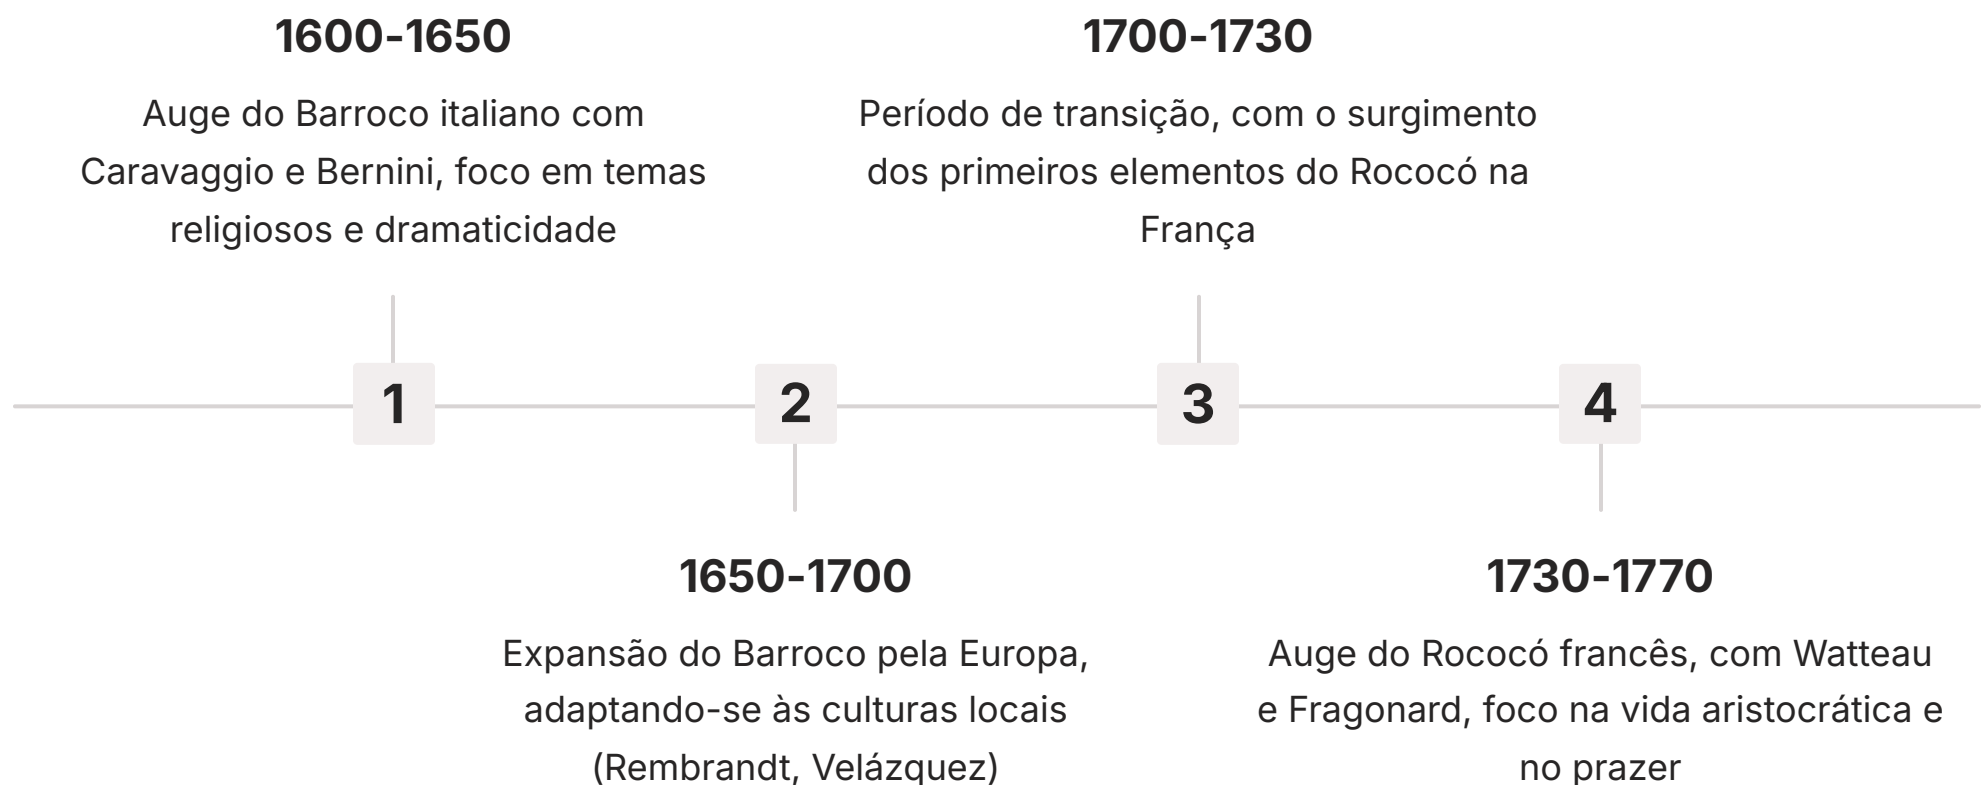 1600-1650
Auge do Barroco italiano com
Caravaggio e Bernini, foco em temas
religiosos e dramaticidade
1700-1730
Período de transição, com o surgimento
dos primeiros elementos do Rococó na
França
1
2
3
4
1650-1700
Expansão do Barroco pela Europa,
adaptando-se às culturas locais
(Rembrandt, Velázquez)
1730-1770
Auge do Rococó francês, com Watteau
e Fragonard, foco na vida aristocrática e
no prazer